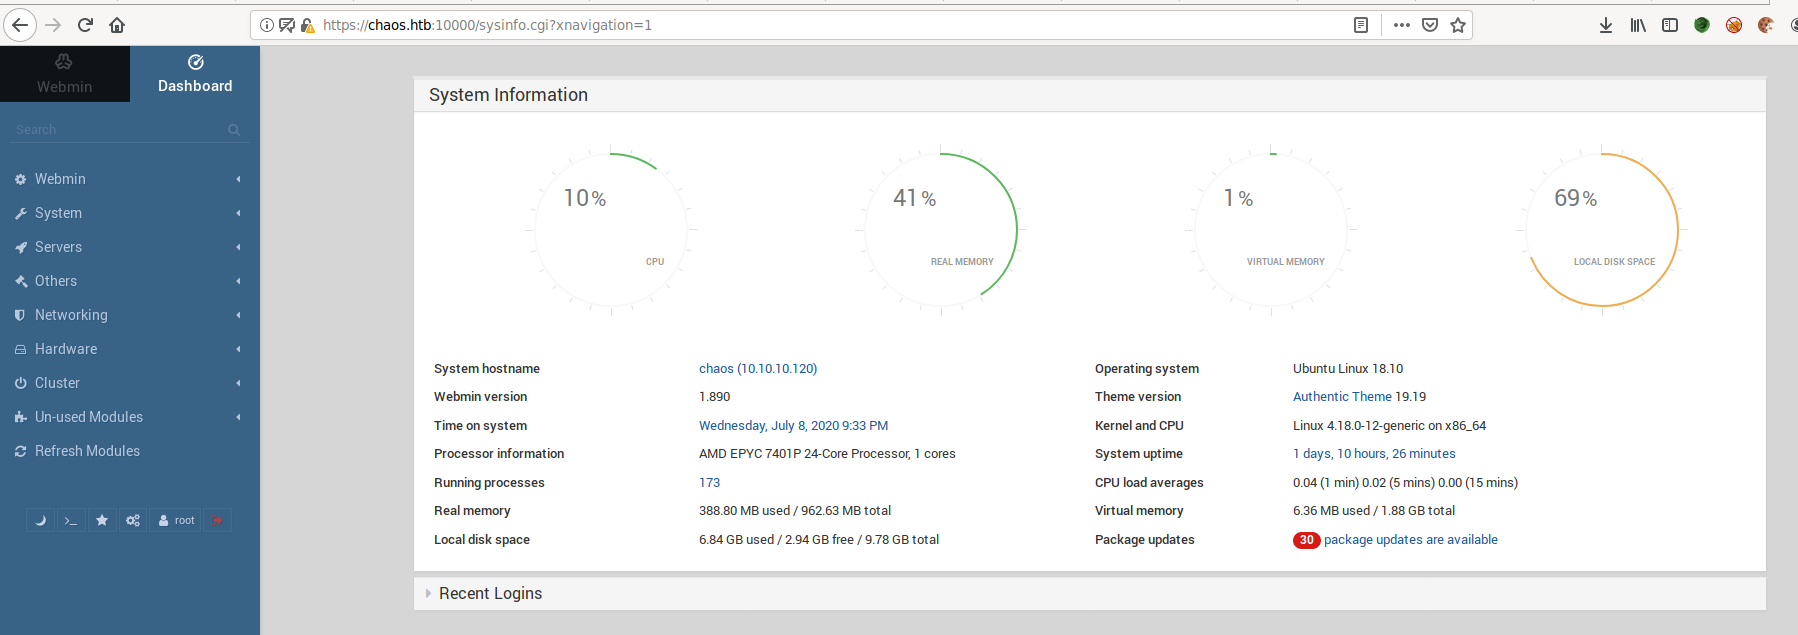 https://chaos.htb:10000/sysinfo.cgi?xnavigation=1
Webmin
Dashboard
Search
Webmin
System
Servers
Others
Networking
Hardware
Cluster
Un-used Modules
Refresh Modules
>_ root
System Information
10% 41% 1% 69%
CPU REAL MEMORY VIRTUAL MEMORY LOCAL DISK SPACE
System hostname chaos (10.10.10.120) Operating system Ubuntu Linux 18.10
Webmin version 1.890 Theme version Authentic Theme 19.19
Time on system Wednesday, July 8, 2020 9:33 PM Kernel and CPU Linux 4.18.0-12-generic on x86_64
Processor information AMD EPYC 7401P 24-Core Processor, 1 cores System uptime 1 days, 10 hours, 26 minutes
Running processes 173 CPU load averages 0.04 (1 min) 0.02 (5 mins) 0.00 (15 mins)
Real memory 388.80 MB used / 962.63 MB total Virtual memory 6.36 MB used / 1.88 GB total
Local disk space 6.84 GB used / 2.94 GB free / 9.78 GB total Package updates 30 package updates are available
Recent Logins